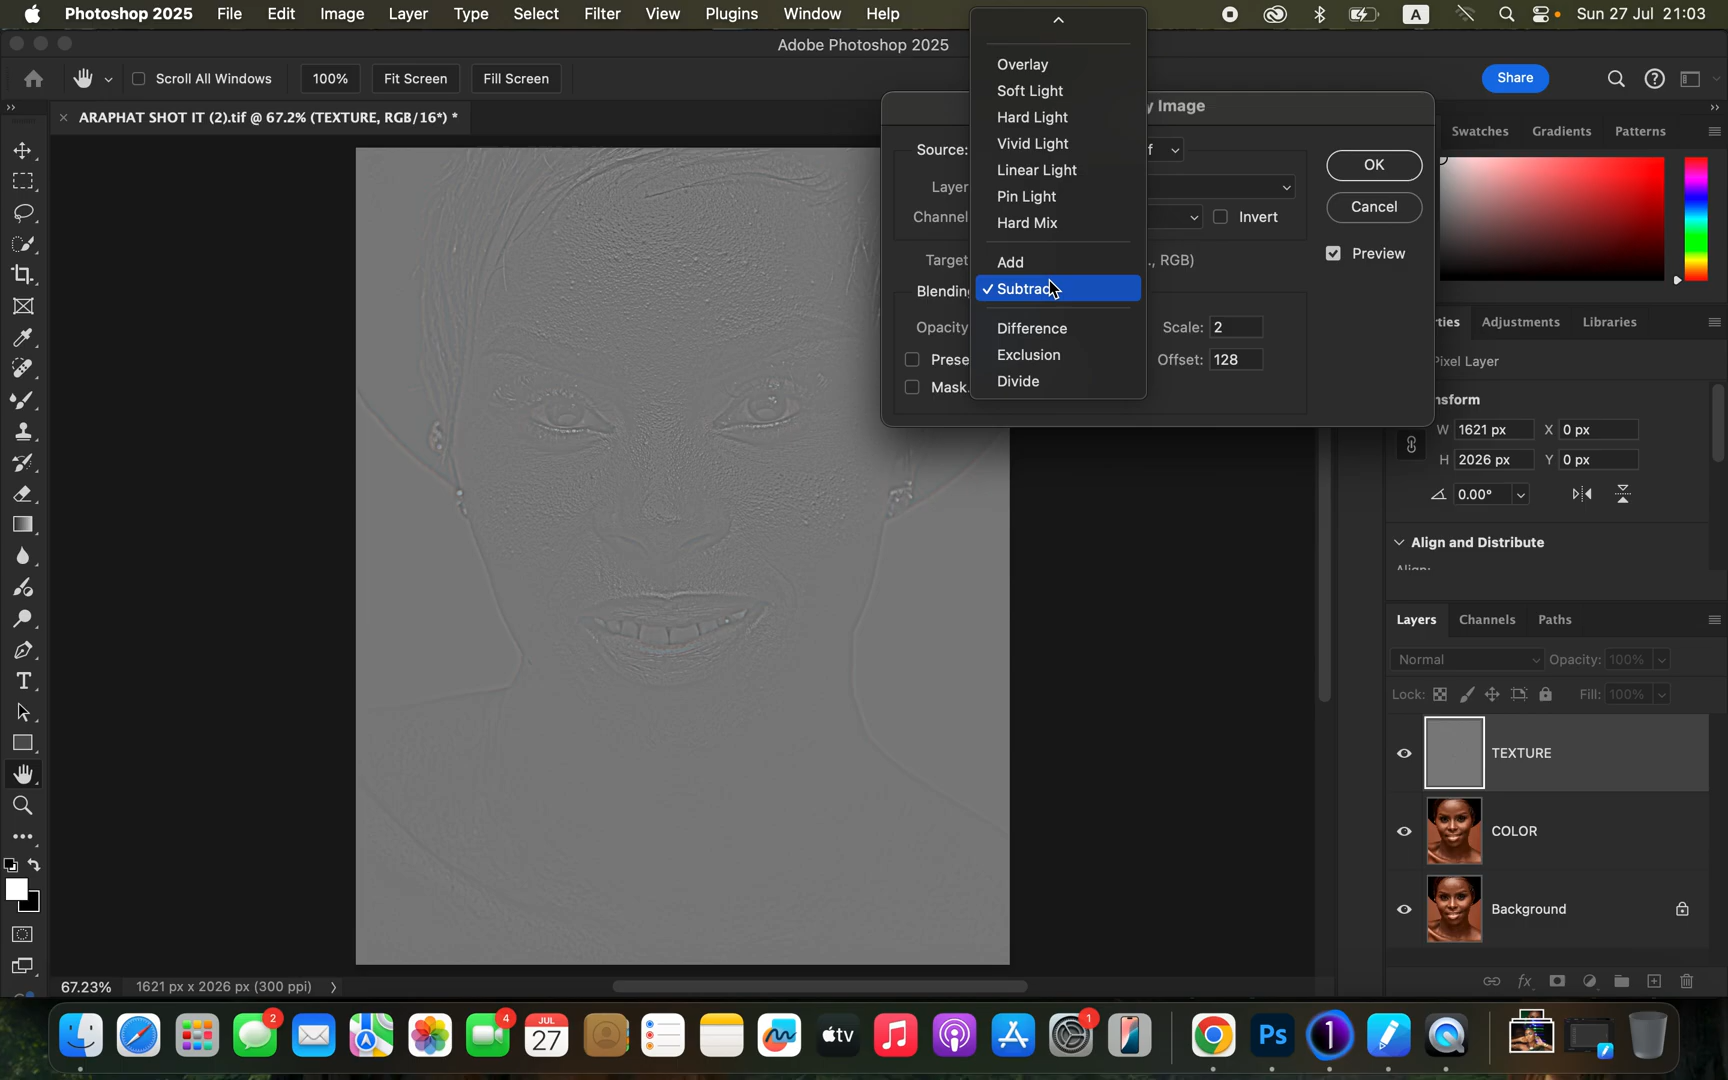 Photoshop 2025 File Edit Image Layer Type Select Filter View Plugins Window Help A Sun 27 Jul 21:03
Adobe Photoshop 2025
Scroll All Windows 100% Fit Screen Fill Screen Share
× ARAPHAT SHOT IT (2).tif @ 67.2% (TEXTURE, RGB/16*) *
Overlay
Soft Light
Hard Light
Vivid Light
Linear Light
Pin Light
Hard Mix
Add
✓ Subtrac
Difference
Exclusion
Divide
y Image
Source: f
Layer
Channel Invert
Target ., RGB)
Blending
Opacity Scale: 2
Prese Offset: 128
Mask.
OK
Cancel
Preview
Swatches Gradients Patterns
rties Adjustments Libraries
Pixel Layer
nsform
W 1621 px X 0 px
H 2026 px Y 0 px
0.00°
Align and Distribute
Align:
Layers Channels Paths
Normal Opacity: 100%
Lock: Fill: 100%
TEXTURE
COLOR
Background
fx
67.23% 1621 px x 2026 px (300 ppi)
2 4 JUL 27 tv 1 Ps 1